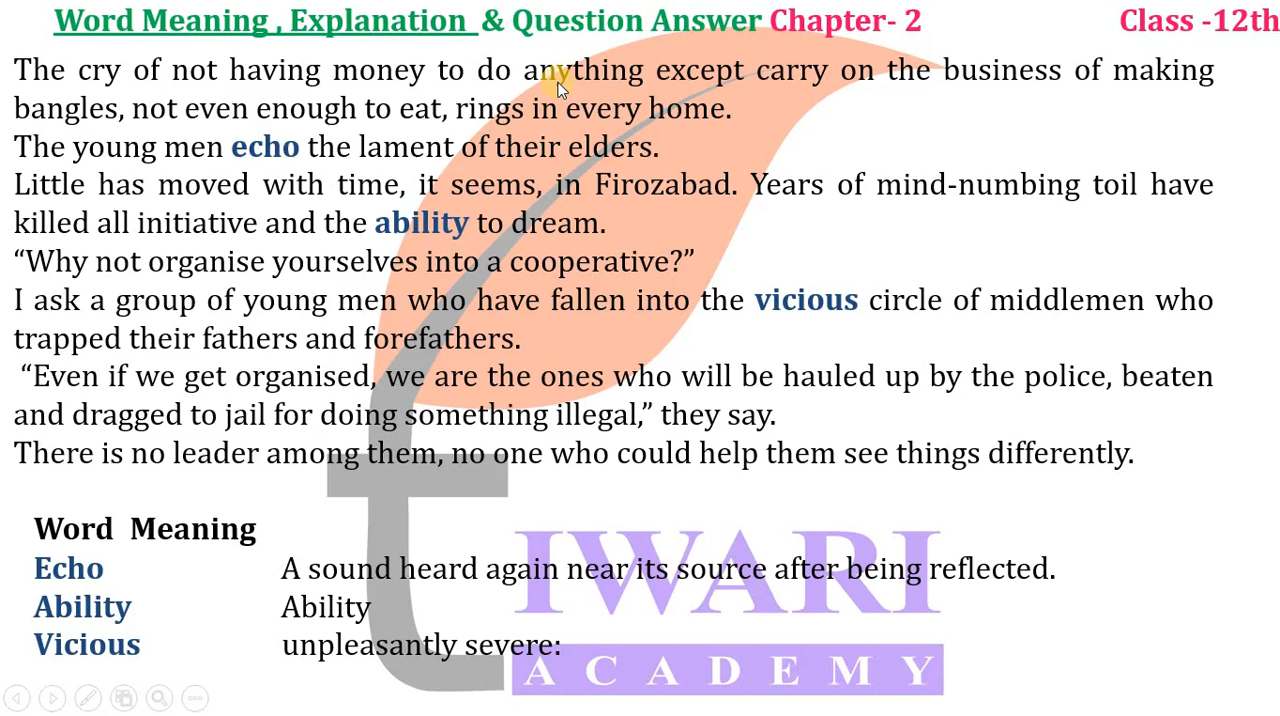 Word Meaning , Explanation & Question Answer Chapter- 2 Class -12th
The cry of not having money to do anything except carry on the business of making
bangles, not even enough to eat, rings in every home.
The young men echo the lament of their elders.
Little has moved with time, it seems, in Firozabad. Years of mind-numbing toil have
killed all initiative and the ability to dream.
“Why not organise yourselves into a cooperative?”
I ask a group of young men who have fallen into the vicious circle of middlemen who
trapped their fathers and forefathers.
“Even if we get organised, we are the ones who will be hauled up by the police, beaten
and dragged to jail for doing something illegal,” they say.
There is no leader among them, no one who could help them see things differently.
Word Meaning
Echo A sound heard again near its source after being reflected.
Ability Ability
Vicious unpleasantly severe:
tIWARI
ACADEMY